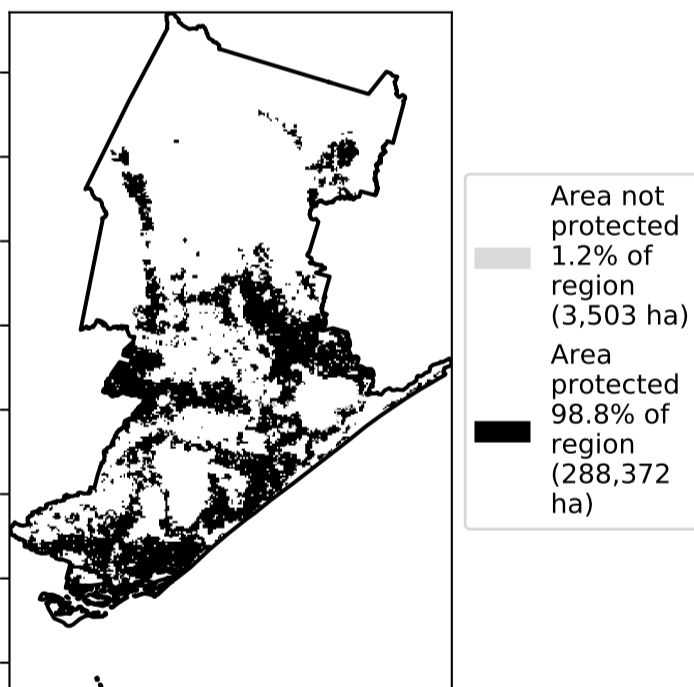 Area not
protected
1.2% of
region
(3,503 ha)
Area
protected
98.8% of
region
(288,372
ha)